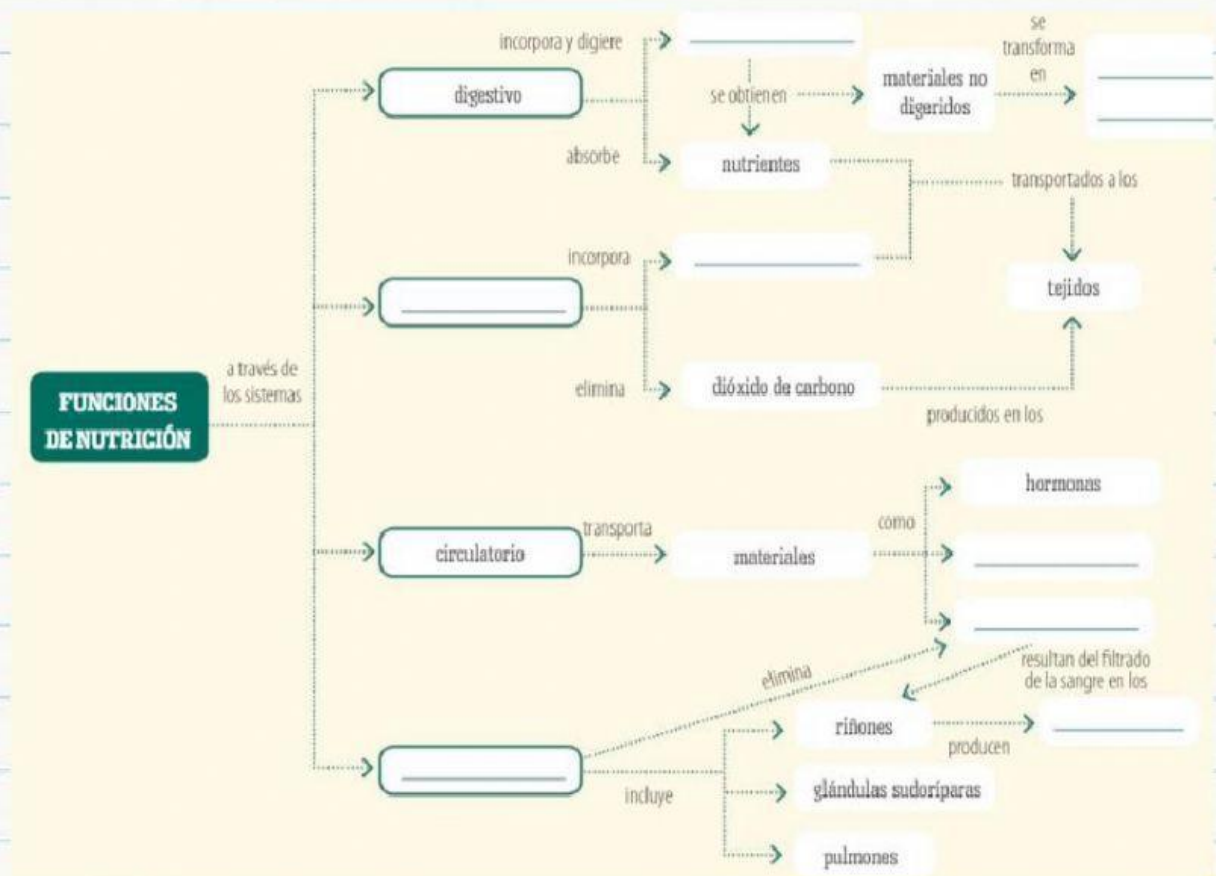 incorpora y digiere
se
transforma
en
digestivo
se obtienen
materiales no
digeridos
absorbe
nutrientes
transportados a los
incorpora
tejidos
a través de
los sistemas
elimina
dióxido de carbono
producidos en los
FUNCIONES
DE NUTRICIÓN
hormonas
como
circulatorio
transporta
materiales
elimina
resultan del filtrado
de la sangre en los
riñones
producen
incluye
glándulas sudoríparas
pulmones